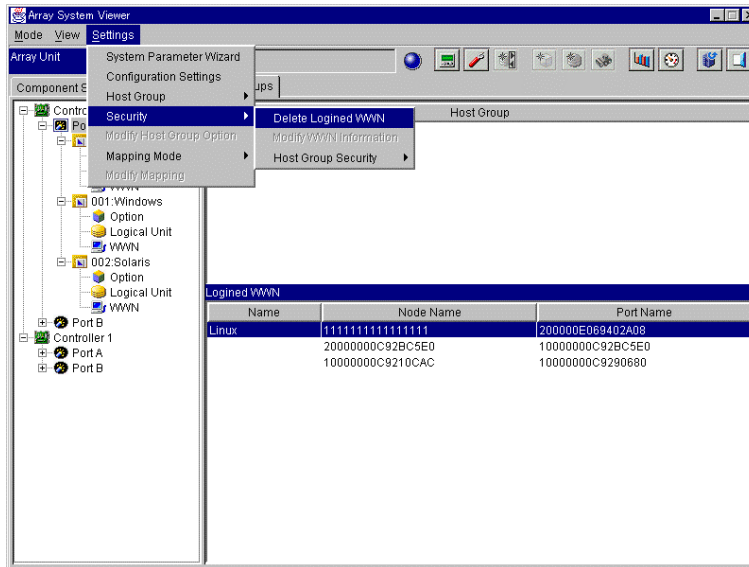 Array System Viewer
Mode View Settings
Array Unit
System Parameter Wizard
Configuration Settings
Host Group
Security
Modify Host Group Option
Mapping Mode
Modify Mapping
Delete Logined WWN
Modify WWN Information
Host Group Security
Host Group
WWN
001:Windows
Option
Logical Unit
WWN
002:Solaris
Option
Logical Unit
WWN
Port B
Controller 1
Port A
Port B
Logined WWN
Name Node Name Port Name
Linux 1111111111111111 200000E069402A08
20000000C92BC5E0 10000000C92BC5E0
10000000C9210CAC 10000000C9290680